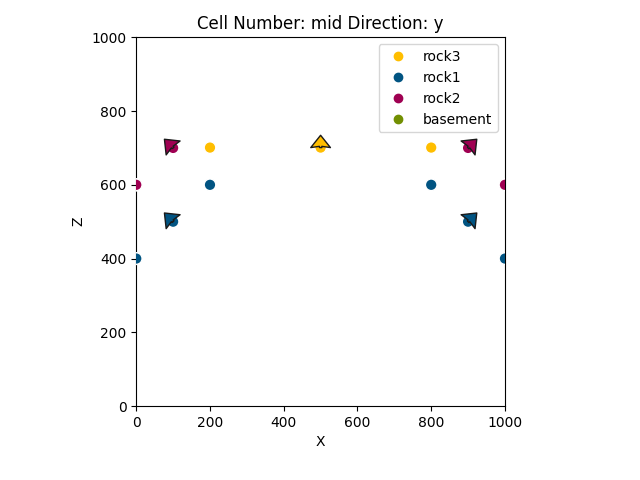 Cell Number: mid Direction: y
1000
800
600
400
200
0
Z
rock3
rock1
rock2
basement
0 200 400 600 800 1000
X